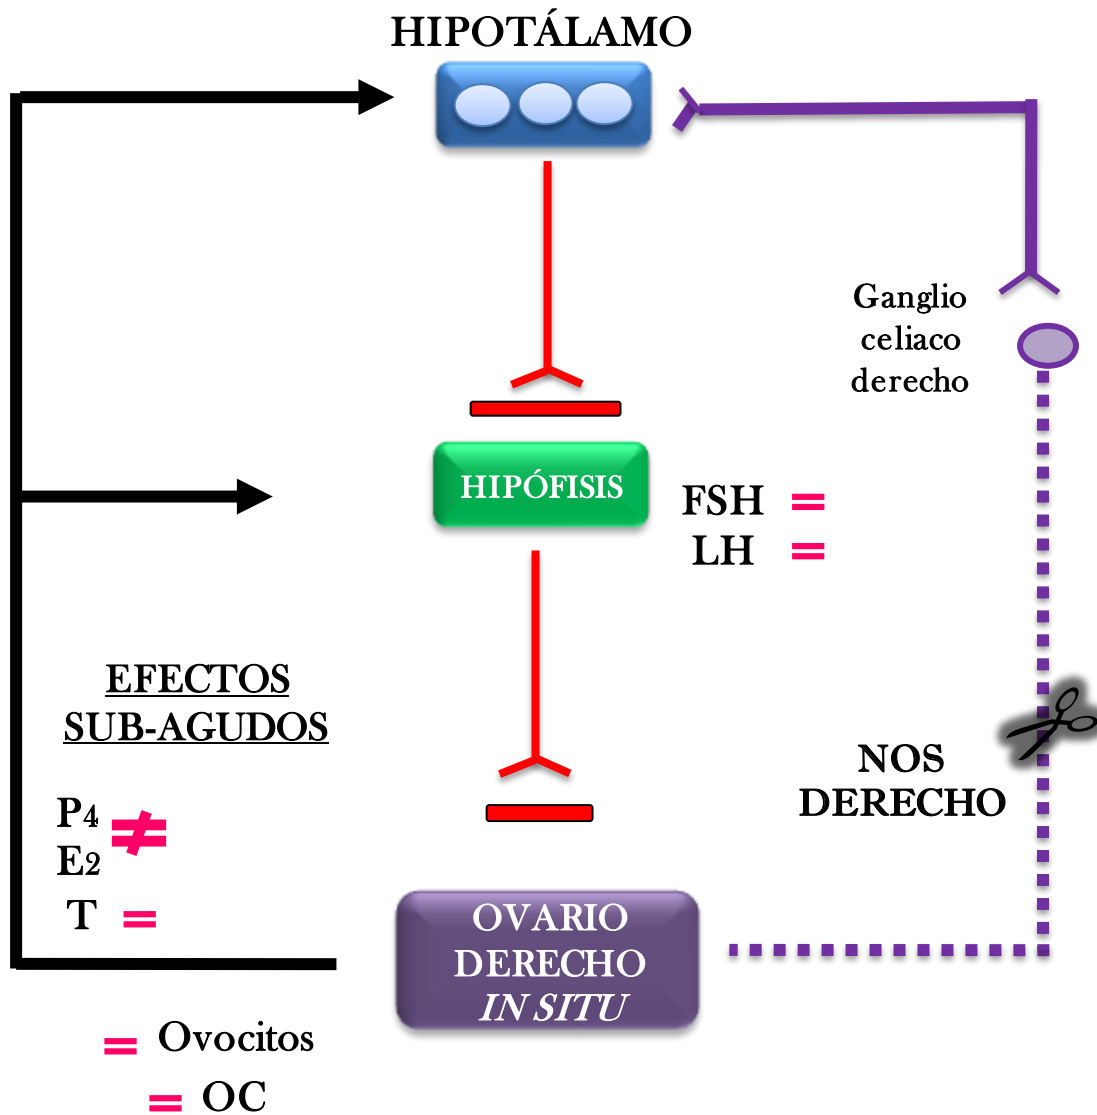 HIPOTÁLAMO
Ganglio
celiaco
derecho
HIPÓFISIS
FSH =
LH =
EFECTOS
SUB-AGUDOS
NOS
DERECHO
P4
≠
E2
T =
OVARIO
DERECHO
IN SITU
= Ovocitos
= OC